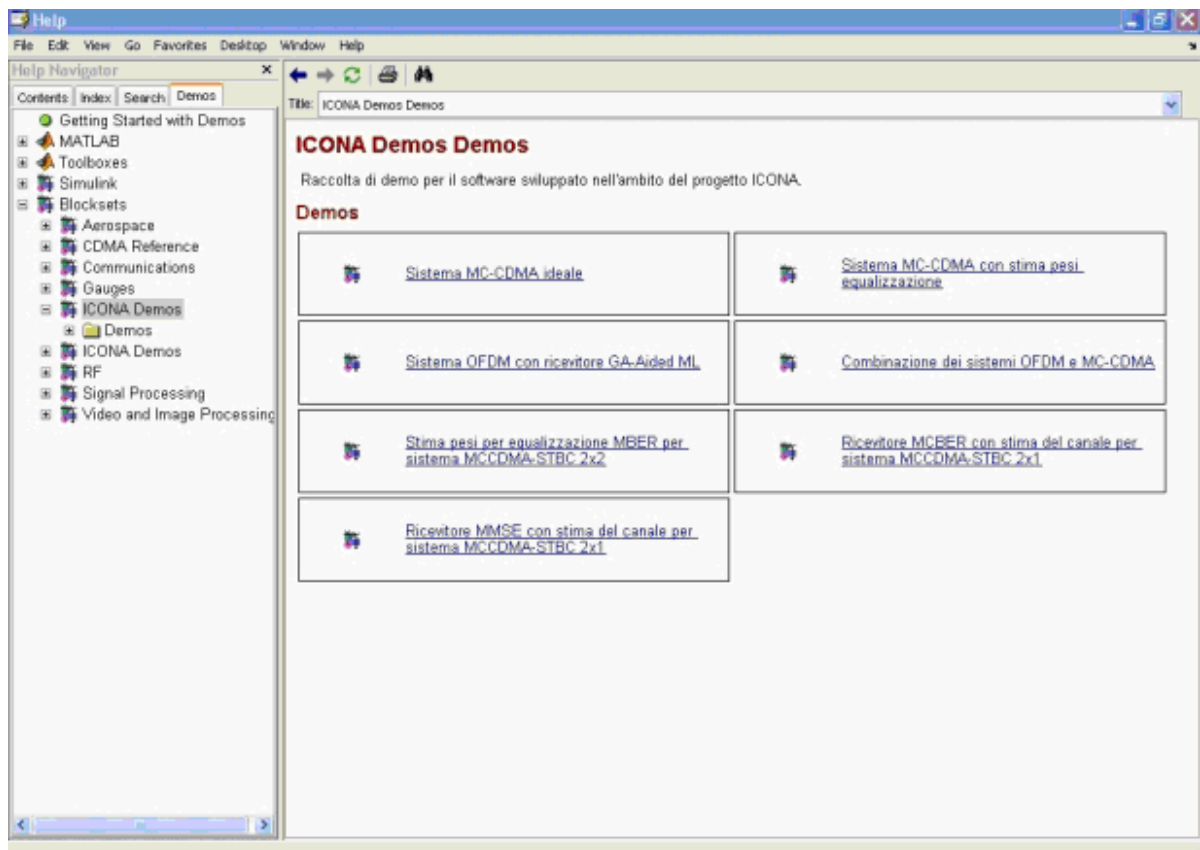 Help
File Edit View Go Favorites Desktop Window Help
Help Navigator
Contents Index Search Demos
Getting Started with Demos
MATLAB
Toolboxes
Simulink
Blocksets
Aerospace
CDMA Reference
Communications
Gauges
ICONA Demos
Demos
ICONA Demos
RF
Signal Processing
Video and Image Processing
Title: ICONA Demos Demos
ICONA Demos Demos
Raccolta di demo per il software sviluppato nell'ambito del progetto ICONA.
Demos
Sistema MC-CDMA ideale
Sistema MC-CDMA con stima pesi
equalizzazione
Sistema OFDM con ricevitore GA-Aided ML
Combinazione dei sistemi OFDM e MC-CDMA
Stima pesi per equalizzazione MBER per
sistema MCCDMA-STBC 2x2
Ricevitore MCBER con stima del canale per
sistema MCCDMA-STBC 2x1
Ricevitore MMSE con stima del canale per
sistema MCCDMA-STBC 2x1